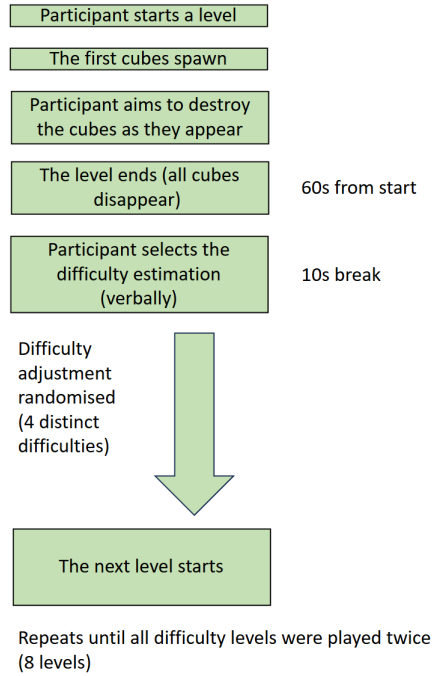 Participant starts a level
The first cubes spawn
Participant aims to destroy
the cubes as they appear
The level ends (all cubes
disappear)
60s from start
Participant selects the
difficulty estimation
(verbally)
10s break
Difficulty
adjustment
randomised
(4 distinct
difficulties)
The next level starts
Repeats until all difficulty levels were played twice
(8 levels)